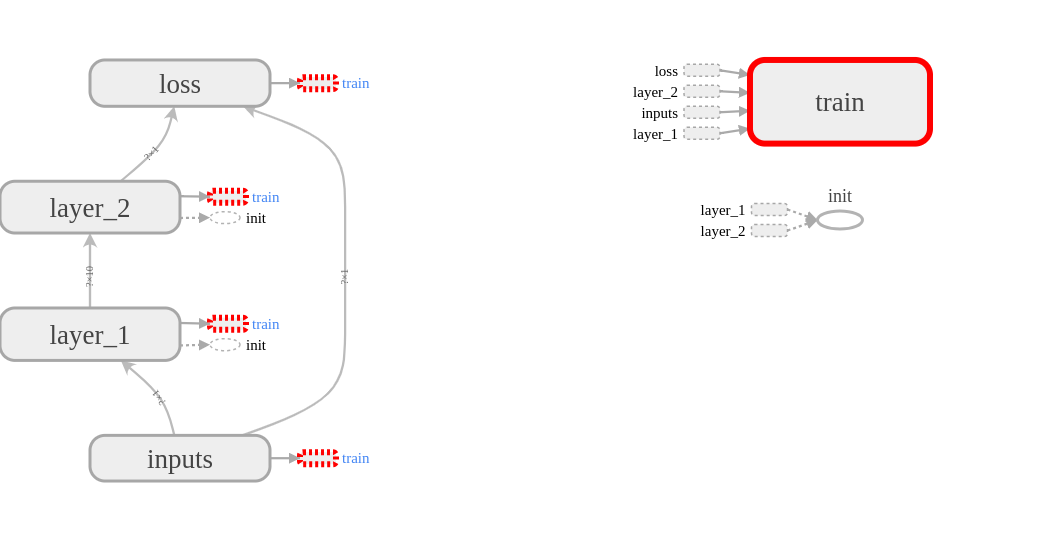 loss
train
?×1
layer_2
train
init
?×10
?×1
layer_1
train
init
?×1
inputs
train
loss
layer_2
inputs
layer_1
train
init
layer_1
layer_2